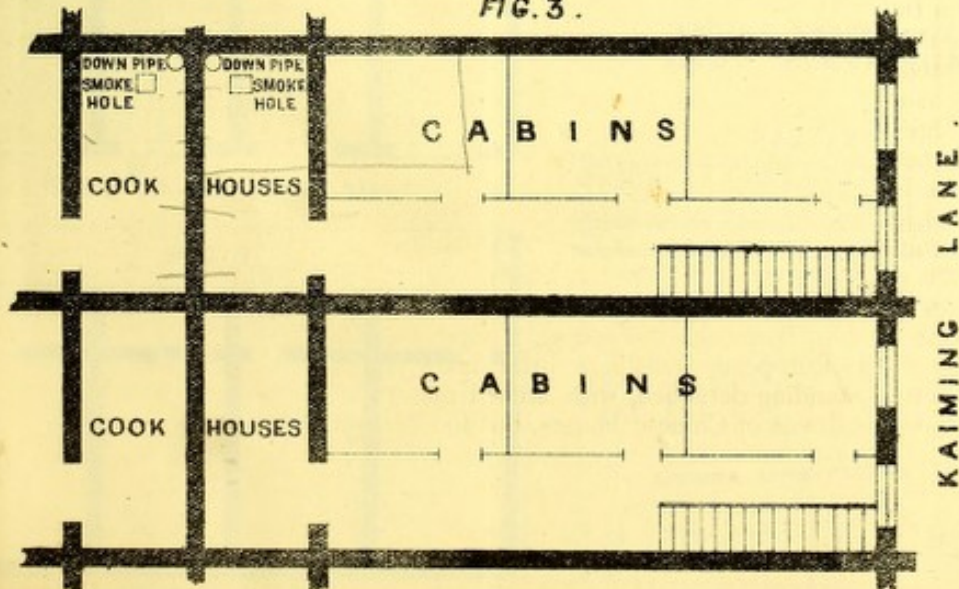 FIG. 3.
DOWN PIPE DOWN PIPE
SMOKE HOLE SMOKE HOLE
CABINS
COOK HOUSES
CABINS
COOK HOUSES
KAIMING LANE.